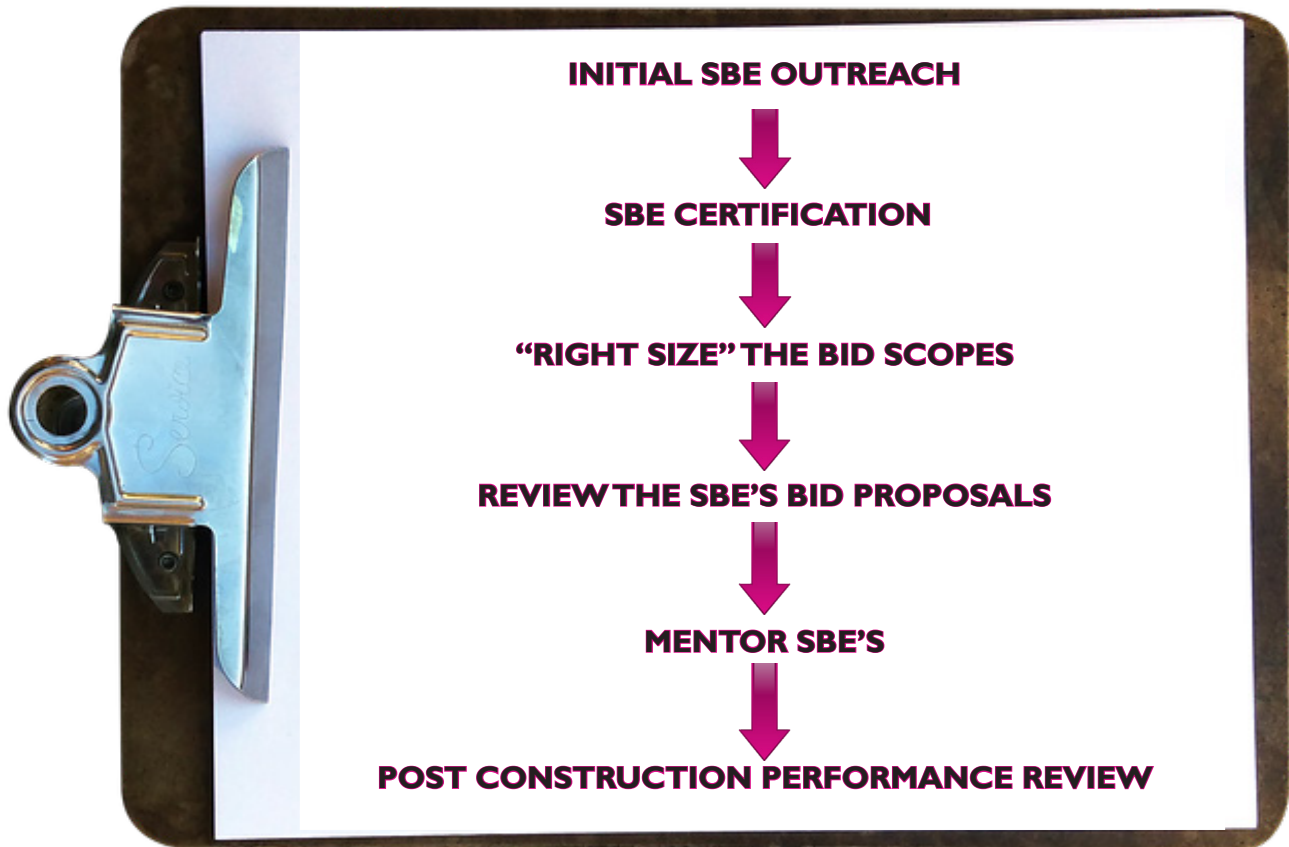 INITIAL SBE OUTREACH
SBE CERTIFICATION
“RIGHT SIZE” THE BID SCOPES
REVIEW THE SBE’S BID PROPOSALS
MENTOR SBE’S
POST CONSTRUCTION PERFORMANCE REVIEW